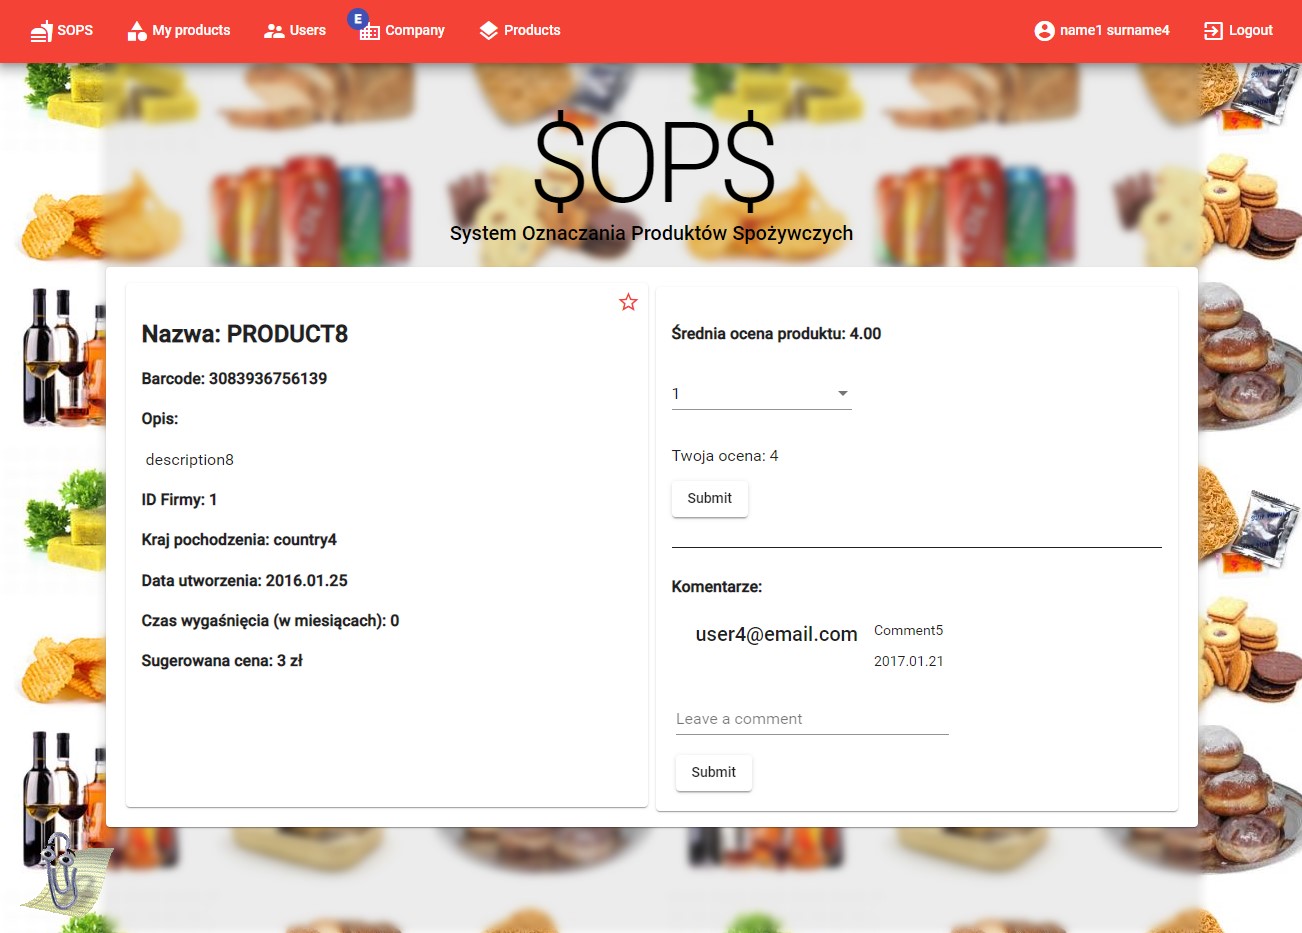 SOPS
My products
Users
E
Company
Products
name1 surname4
Logout
$OP$
System Oznaczania Produktów Spożywczych
Nazwa: PRODUCT8
Barcode: 3083936756139
Opis:
description8
ID Firmy: 1
Kraj pochodzenia: country4
Data utworzenia: 2016.01.25
Czas wygaśnięcia (w miesiącach): 0
Sugerowana cena: 3 zł
Średnia ocena produktu: 4.00
1
Twoja ocena: 4
Submit
Komentarze:
user4@email.com
Comment5
2017.01.21
Leave a comment
Submit